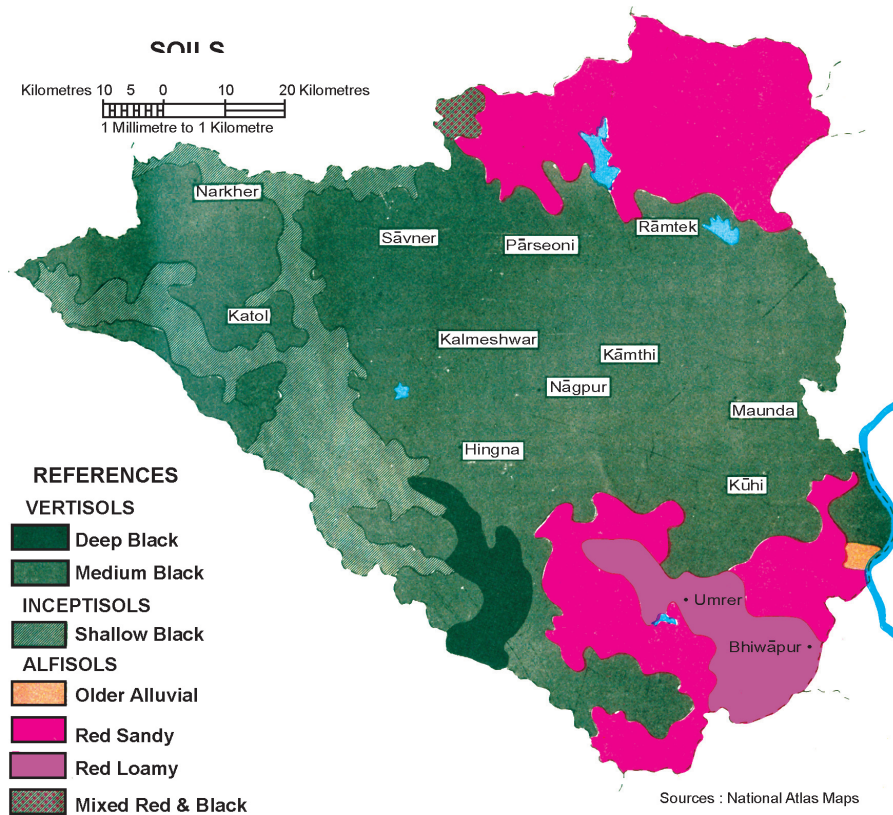 SOILS
Kilometres 10 5 0 10 20 Kilometres
1 Millimetre to 1 Kilometre
Narkher
Sāvner
Pārseoni
Rāmtek
Katol
Kalmeshwar
Kāmthi
Nāgpur
Maunda
Hingna
Kūhi
Umrer
Bhiwāpur
REFERENCES
VERTISOLS
Deep Black
Medium Black
INCEPTISOLS
Shallow Black
ALFISOLS
Older Alluvial
Red Sandy
Red Loamy
Mixed Red & Black
Sources : National Atlas Maps